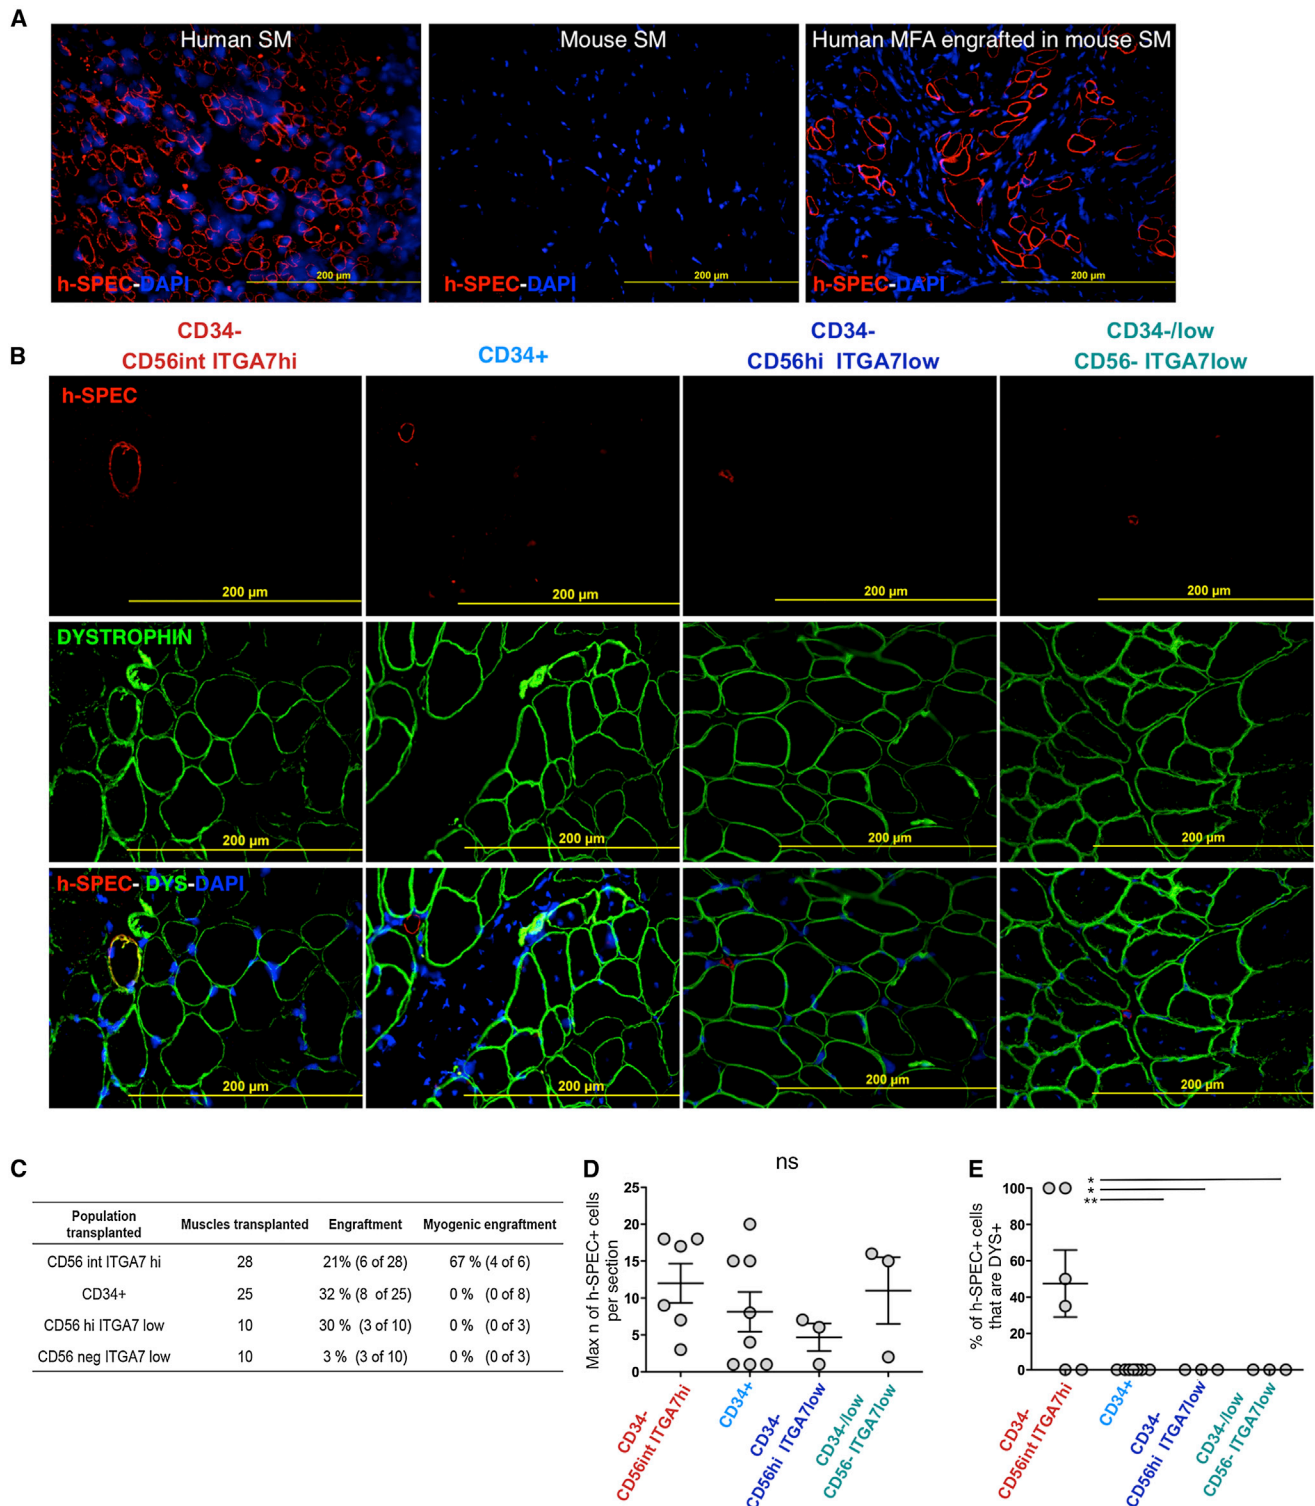 A
Human SM
Mouse SM
Human MFA engrafted in mouse SM
h-SPEC-DAPI
200 µm
h-SPEC-DAPI
200 µm
h-SPEC-DAPI
200 µm
B
CD34-
CD56int ITGA7hi
CD34+
CD34-
CD56hi ITGA7low
CD34-/low
CD56- ITGA7low
h-SPEC
200 µm
200 µm
200 µm
200 µm
DYSTROPHIN
200 µm
200 µm
200 µm
200 µm
h-SPEC- DYS-DAPI
200 µm
200 µm
200 µm
200 µm
C
Population
transplanted
Muscles transplanted
Engraftment
Myogenic engraftment
CD56 int ITGA7 hi 28 21% (6 of 28) 67 % (4 of 6)
CD34+ 25 32 % (8 of 25) 0 % (0 of 8)
CD56 hi ITGA7 low 10 30 % (3 of 10) 0 % (0 of 3)
CD56 neg ITGA7 low 10 3 % (3 of 10) 0 % (0 of 3)
D
ns
Max n of h-SPEC+ cells
per section
25
20
15
10
5
0
CD34-
CD56int ITGA7hi
CD34+
CD34-
CD56hi ITGA7low
CD34-/low
CD56- ITGA7low
E
% of h-SPEC+ cells
that are DYS+
100
80
60
40
20
0
*
*
**
CD34-
CD56int ITGA7hi
CD34+
CD34-
CD56hi ITGA7low
CD34-/low
CD56- ITGA7low